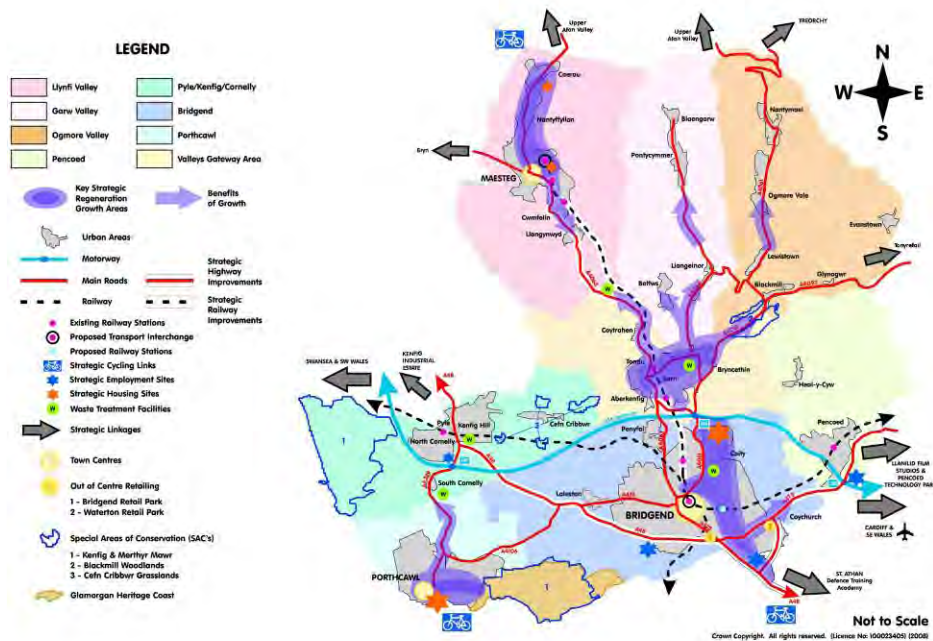 LEGEND
Llynfi Valley
Garw Valley
Ogmore Valley
Pencoed
Pyle/Kenfig/Cornelly
Bridgend
Porthcawl
Valleys Gateway Area
Key Strategic
Regeneration
Growth Areas
Benefits
of Growth
Urban Areas
Motorway
Main Roads
Strategic
Highway
Improvements
Railway
Strategic
Railway
Improvements
Existing Railway Stations
Proposed Transport Interchange
Proposed Railway Stations
Strategic Cycling Links
Strategic Employment Sites
Strategic Housing Sites
W
Waste Treatment Facilities
Strategic Linkages
Town Centres
Out of Centre Retailing
1 - Bridgend Retail Park
2 - Waterton Retail Park
Special Areas of Conservation (SAC's)
1 - Kenfig & Merthyr Mawr
2 - Blackmill Woodlands
3 - Cefn Cribbwr Grasslands
Glamorgan Heritage Coast
Upper
Afan Valley
Upper
Afan Valley
TREORCHY
N
W E
S
Caerau
Nantyffyllon
Blaengarw
Nantymoel
Bryn
Pontycymmer
MAESTEG
Ogmore Vale
Cwmfelin
Llangynwyd
Evanstown
Tonyrefail
Lewistown
Llangeinor
Glynogwr
Blackmill
Bettws
W
Coytrahen
Tondu
Sarn
W
Bryncethin
Heol-y-Cyw
Aberkenfig
SWANSEA & SW WALES
KENFIG
INDUSTRIAL
ESTATE
Pyle
Kenfig Hill
W
Cefn Cribbwr
North Cornelly
Penyfai
Pencoed
1
2
LLANILID FILM
STUDIOS &
PENCOED
TECHNOLOGY PARK
Coity
W
South Cornelly
W
Laleston
BRIDGEND
Coychurch
CARDIFF &
SE WALES
PORTHCAWL
1
ST. ATHAN
Defence Training
Academy
A48
Not to Scale
Crown Copyright. All rights reserved. (Licence No: 100023405) (2008)